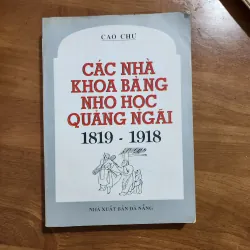 CAO CHƯ
CÁC NHÀ
KHOA BẢNG
NHO HỌC
QUẢNG NGÃI
1819 - 1918
NHÀ XUẤT BẢN ĐÀ NẴNG